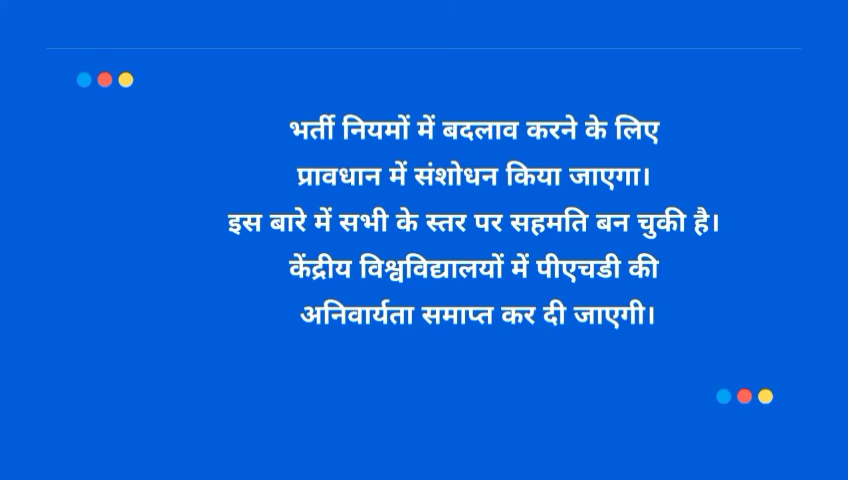 भर्ती नियमों में बदलाव करने के लिए
प्रावधान में संशोधन किया जाएगा।
इस बारे में सभी के स्तर पर सहमति बन चुकी है।
केंद्रीय विश्वविद्यालयों में पीएचडी की
अनिवार्यता समाप्त कर दी जाएगी।